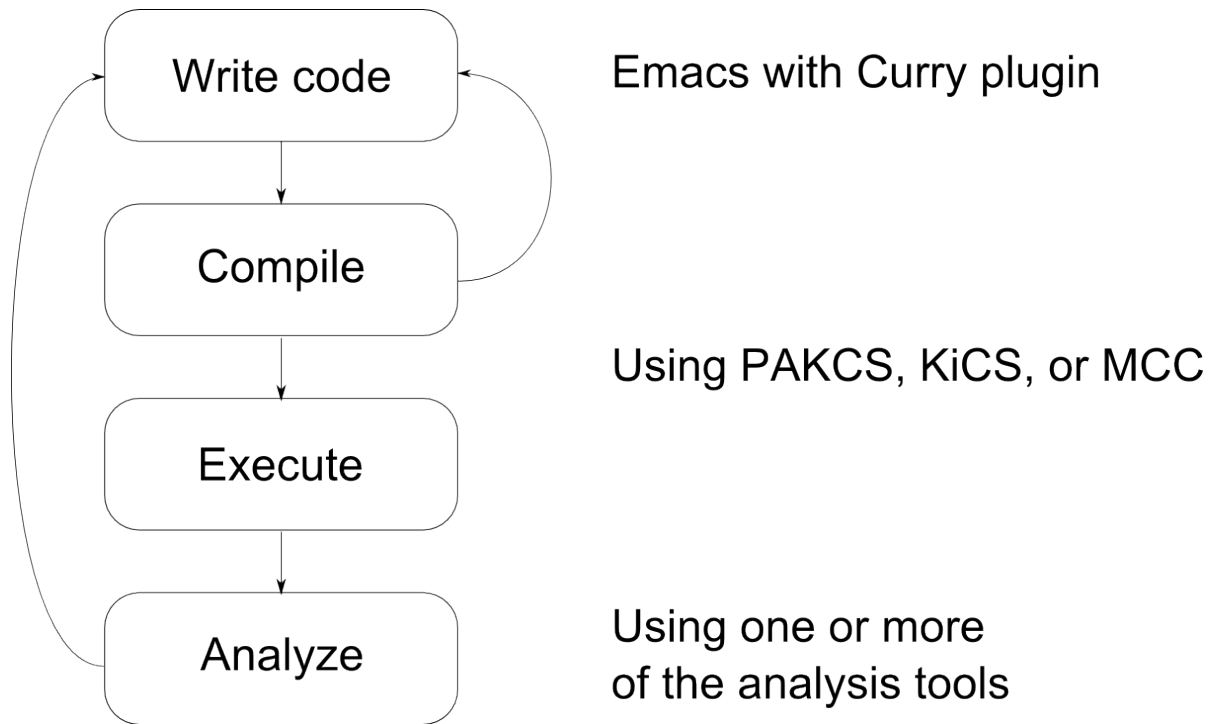 Write code
Emacs with Curry plugin
Compile
Using PAKCS, KiCS, or MCC
Execute
Analyze
Using one or more
of the analysis tools